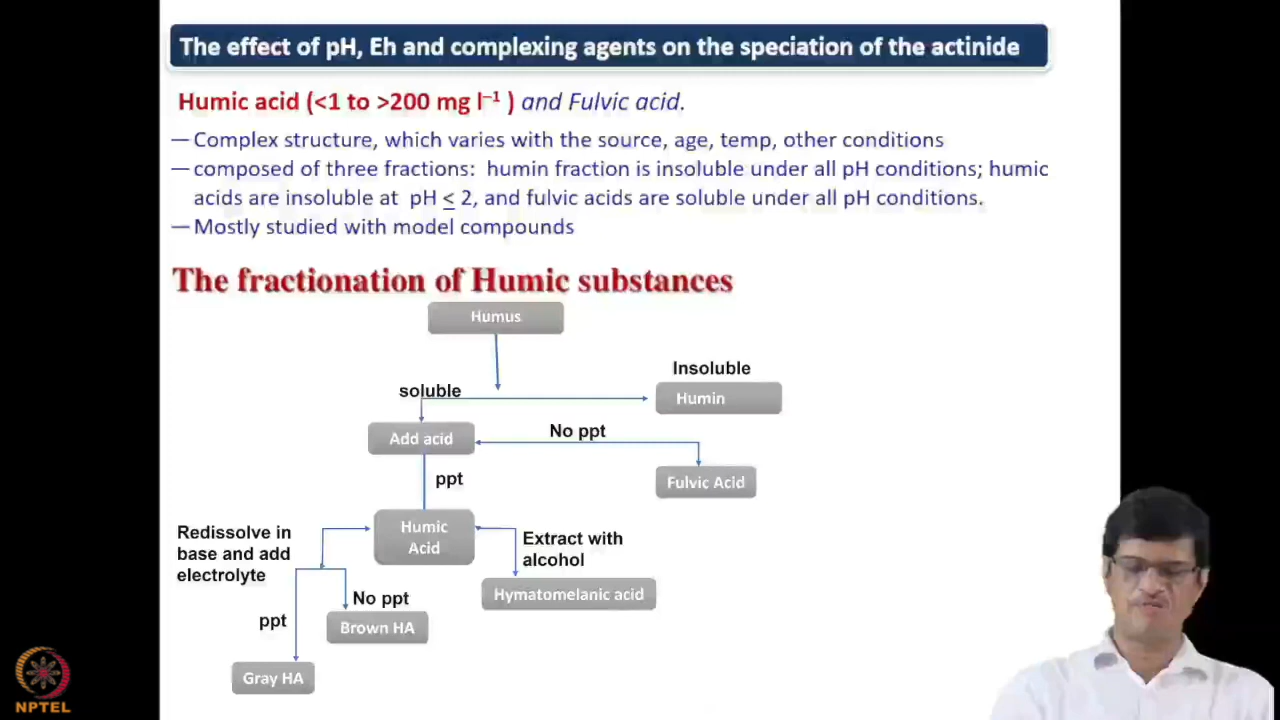 The effect of pH, Eh and complexing agents on the speciation of the actinide
Humic acid (<1 to >200 mg l⁻¹ ) and Fulvic acid.
— Complex structure, which varies with the source, age, temp, other conditions
— composed of three fractions:  humin fraction is insoluble under all pH conditions; humic
acids are insoluble at  pH ≤ 2, and fulvic acids are soluble under all pH conditions.
— Mostly studied with model compounds
The fractionation of Humic substances
Humus
Insoluble
soluble
Humin
No ppt
Add acid
ppt
Fulvic Acid
Humic
Acid
Redissolve in
base and add
electrolyte
Extract with
alcohol
Hymatomelanic acid
No ppt
ppt
Brown HA
Gray HA
NPTEL